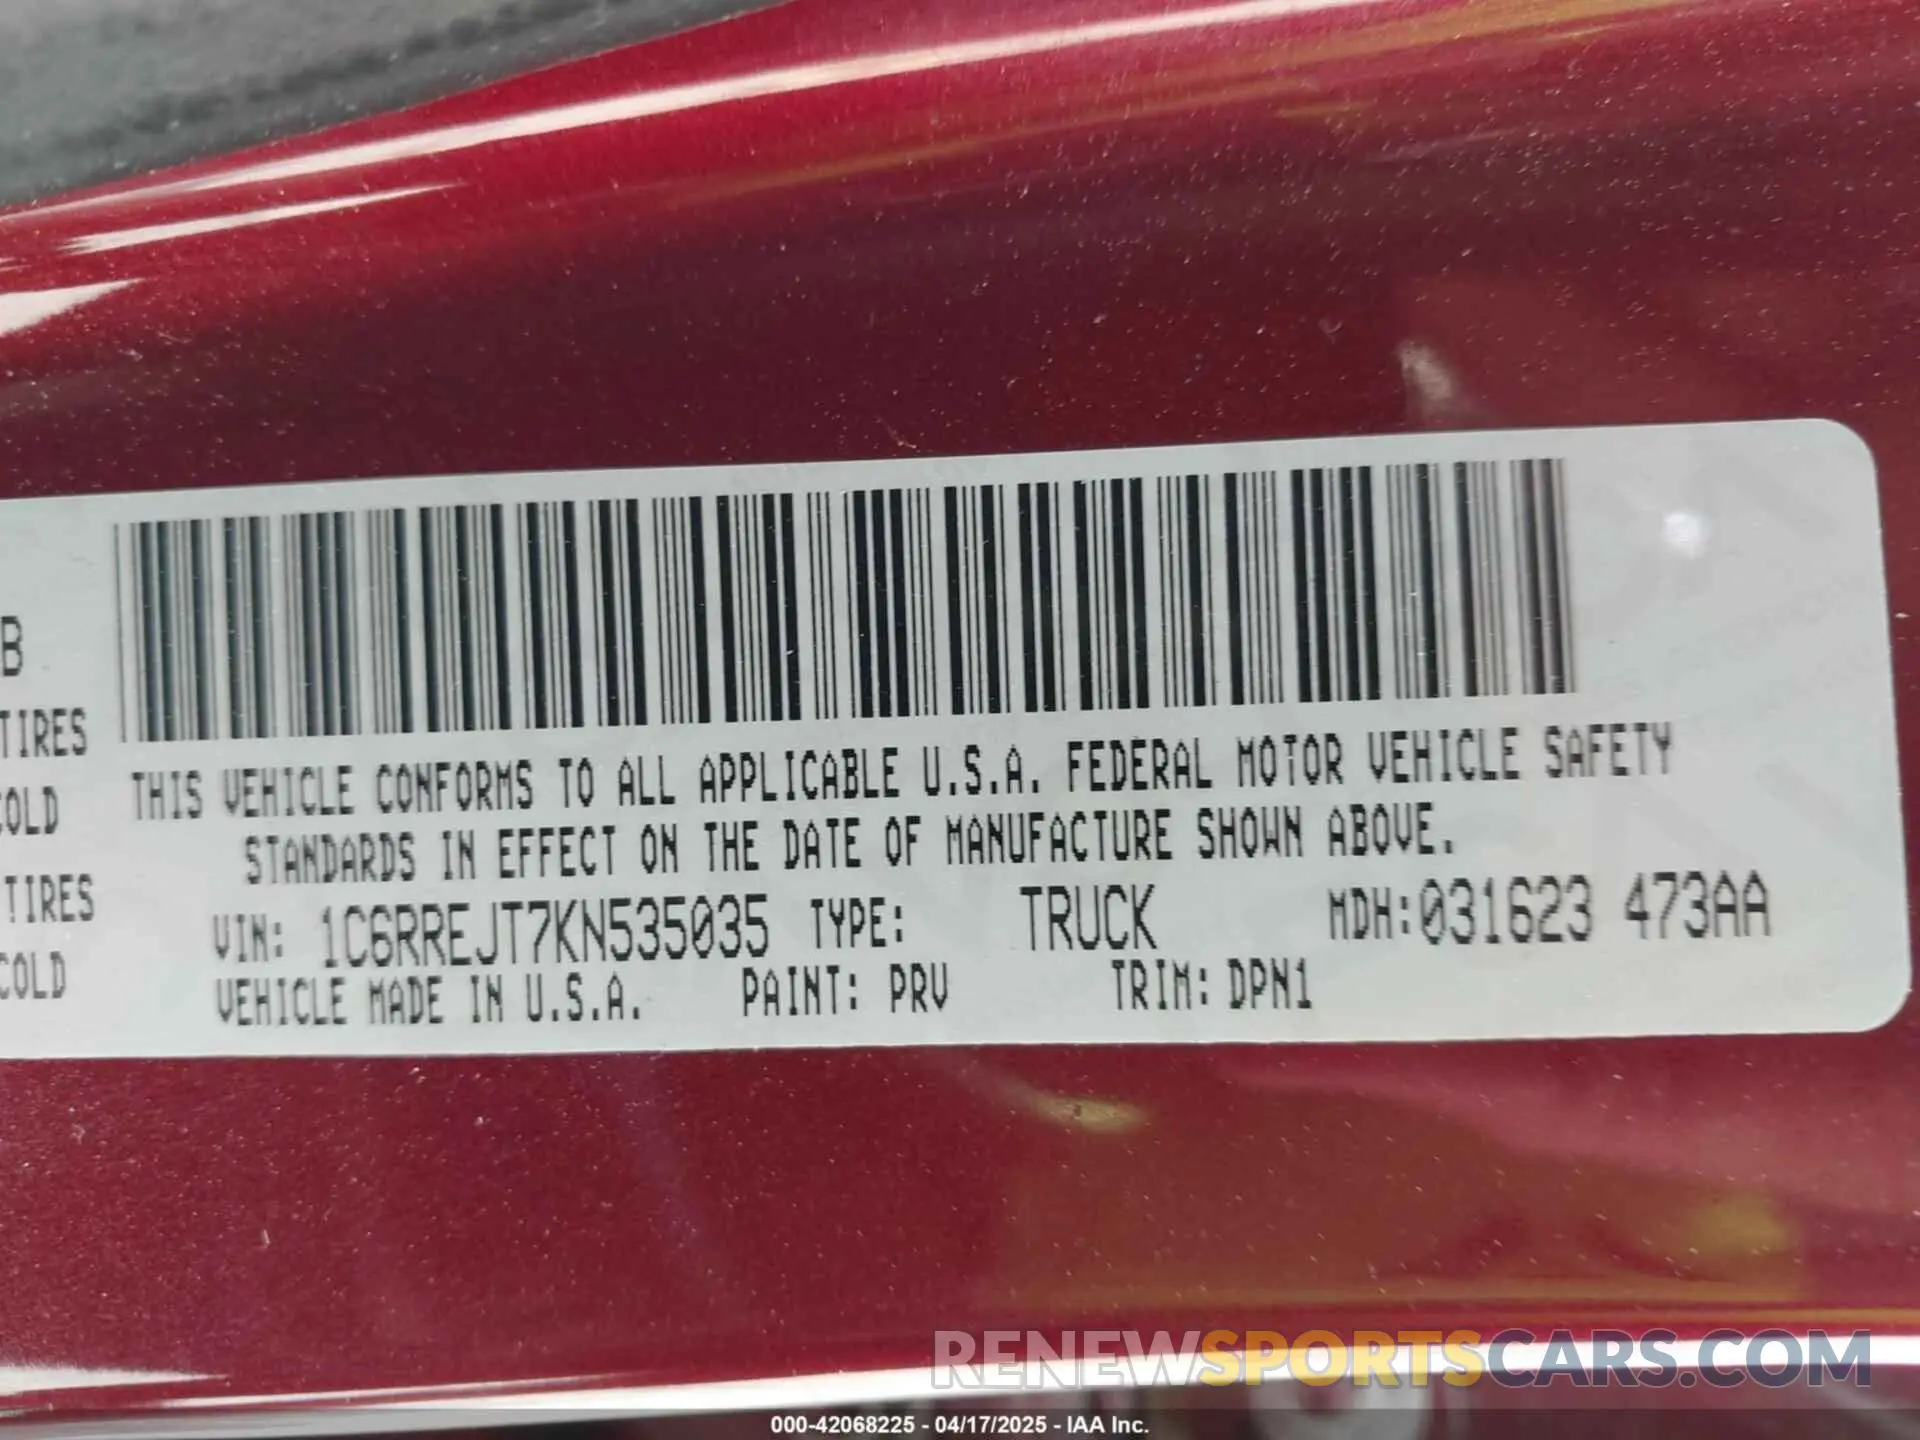 B
TIRES
COLD
TIRES
COLD
THIS VEHICLE CONFORMS TO ALL APPLICABLE U.S.A. FEDERAL MOTOR VEHICLE SAFETY
STANDARDS IN EFFECT ON THE DATE OF MANUFACTURE SHOWN ABOVE.
VIN: 1C6RREJT7KN535035 TYPE: TRUCK MDH:031623 473AA
VEHICLE MADE IN U.S.A. PAINT: PRV TRIM: DPN1
RENEWSPORTSCARS.COM
000-42068225 - 04/17/2025 - IAA Inc.